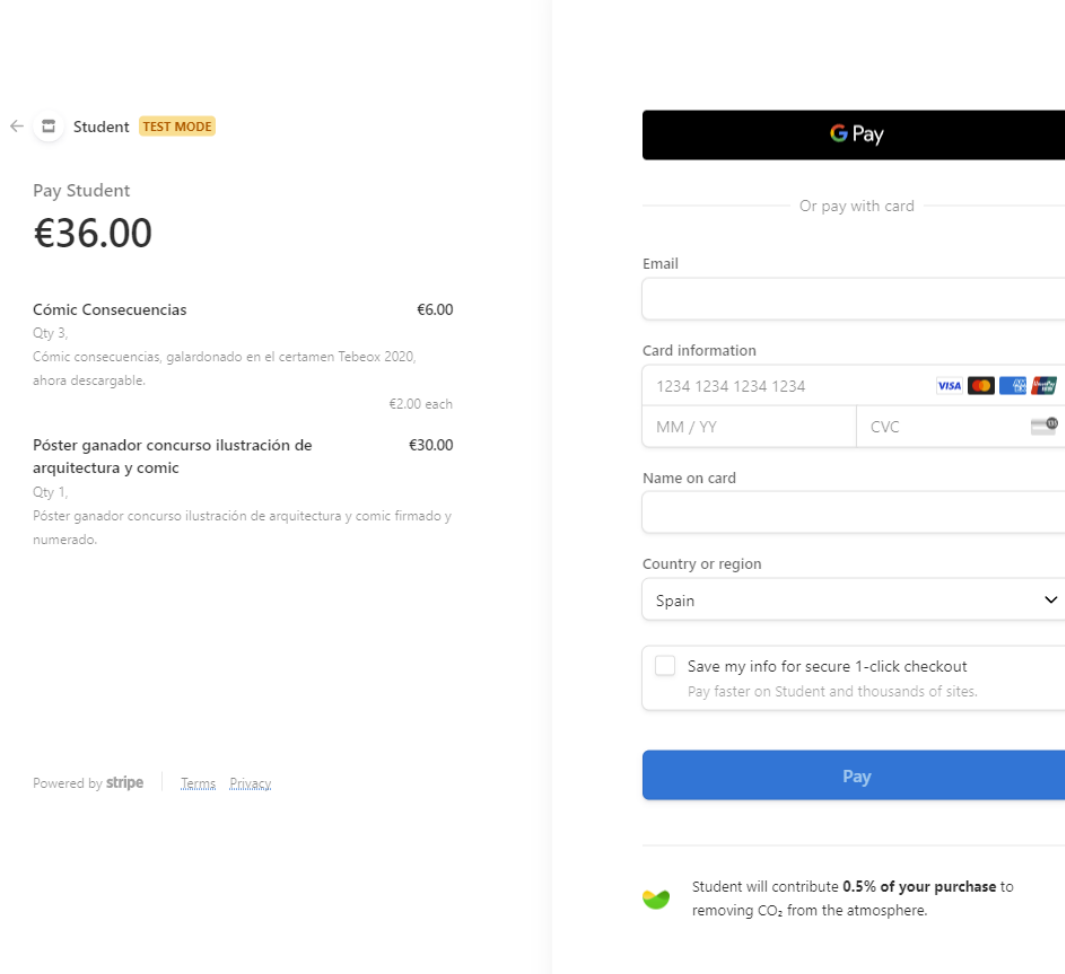 Student TEST MODE
Pay Student
€36.00
Cómic Consecuencias €6.00
Qty 3,
Cómic consecuencias, galardonado en el certamen Tebeox 2020,
ahora descargable.
€2.00 each
Póster ganador concurso ilustración de €30.00
arquitectura y comic
Qty 1,
Póster ganador concurso ilustración de arquitectura y comic firmado y
numerado.
Powered by stripe Terms Privacy
G Pay
Or pay with card
Email
Card information
1234 1234 1234 1234 VISA
MM / YY CVC
Name on card
Country or region
Spain
Save my info for secure 1-click checkout
Pay faster on Student and thousands of sites.
Pay
Student will contribute 0.5% of your purchase to
removing CO₂ from the atmosphere.